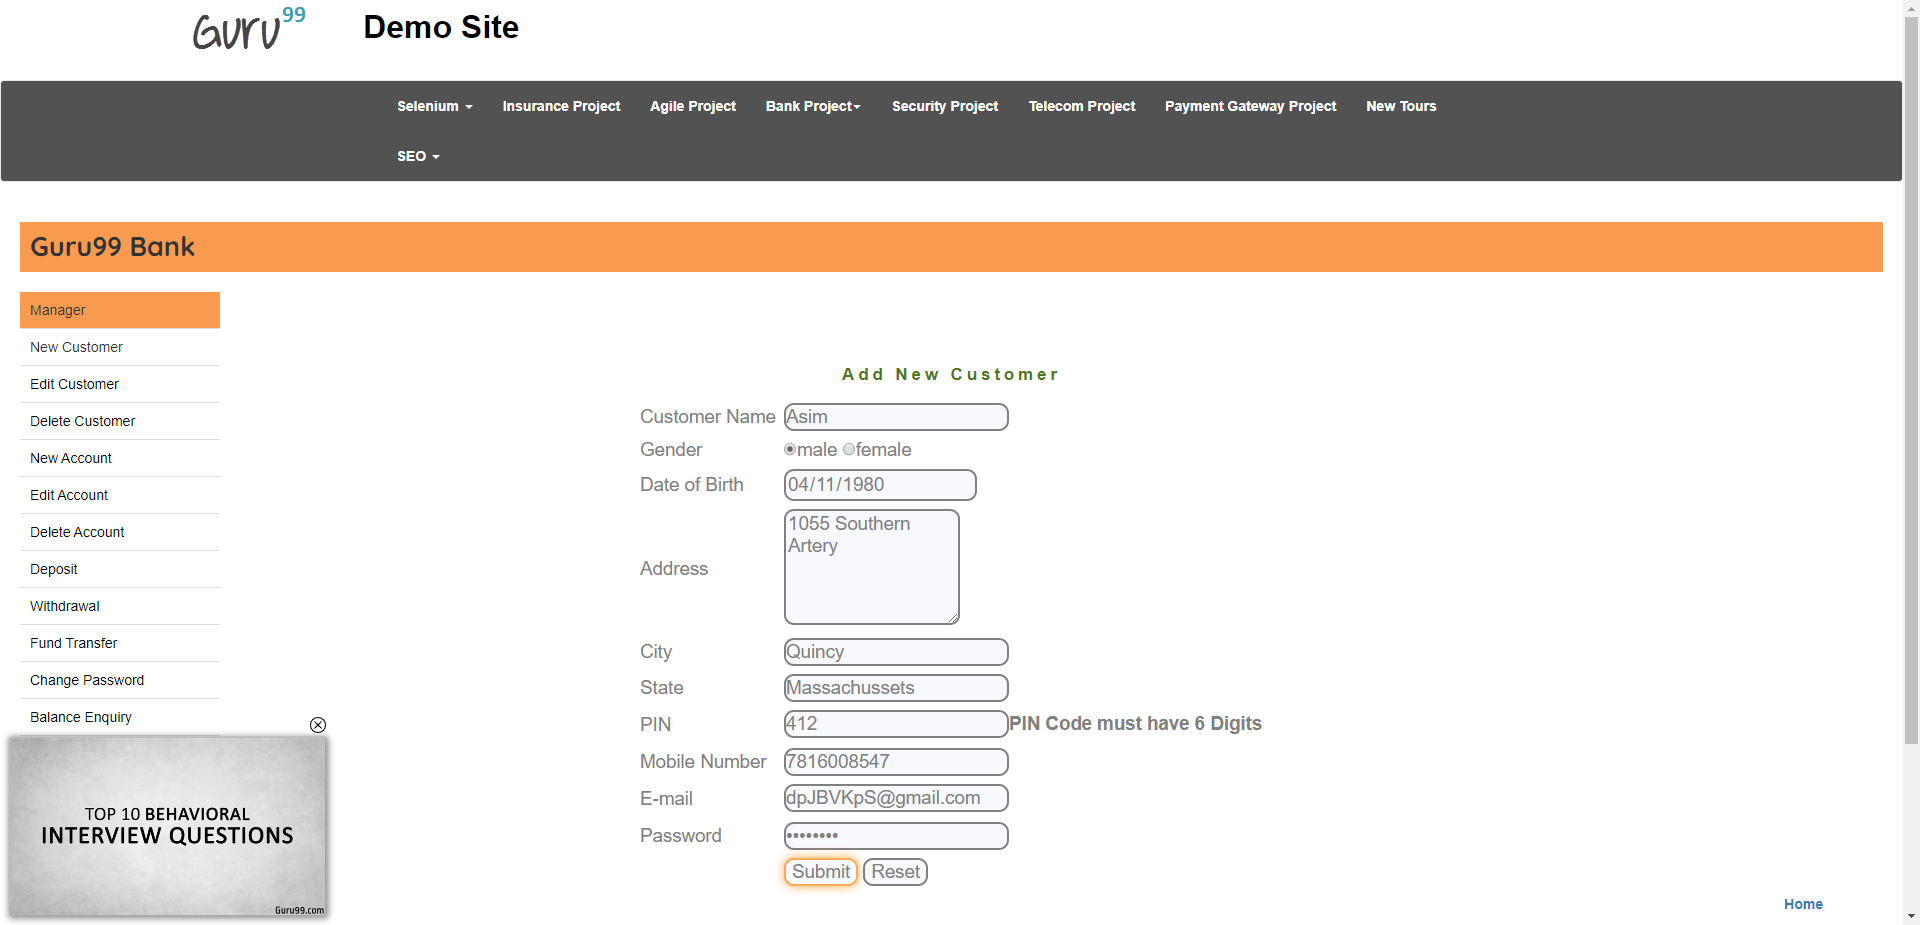 Guru99
Demo Site
Selenium
Insurance Project
Agile Project
Bank Project
Security Project
Telecom Project
Payment Gateway Project
New Tours
SEO
Guru99 Bank
Manager
New Customer
Edit Customer
Delete Customer
New Account
Edit Account
Delete Account
Deposit
Withdrawal
Fund Transfer
Change Password
Balance Enquiry
TOP 10 BEHAVIORAL
INTERVIEW QUESTIONS
Guru99.com
Add New Customer
Customer Name Asim
Gender male female
Date of Birth 04/11/1980
Address 1055 Southern
Artery
City Quincy
State Massachussets
PIN 412 PIN Code must have 6 Digits
Mobile Number 7816008547
E-mail dpJBVKpS@gmail.com
Password ••••••••
Submit Reset
Home